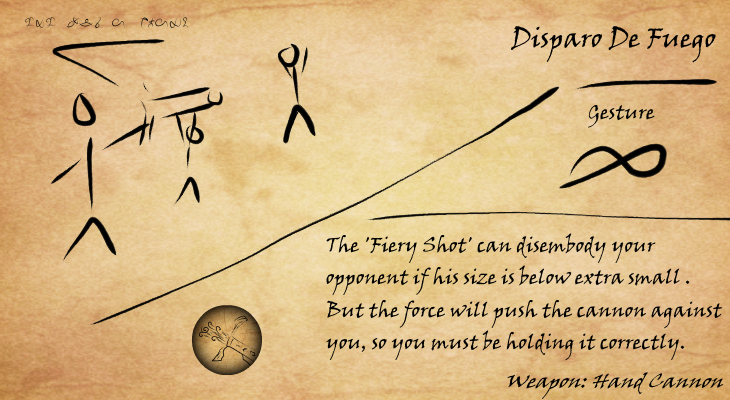 Disparo De Fuego
Gesture
The 'Fiery Shot' can disembody your
opponent if his size is below extra small .
But the force will push the cannon against
you, so you must be holding it correctly.
Weapon: Hand Cannon